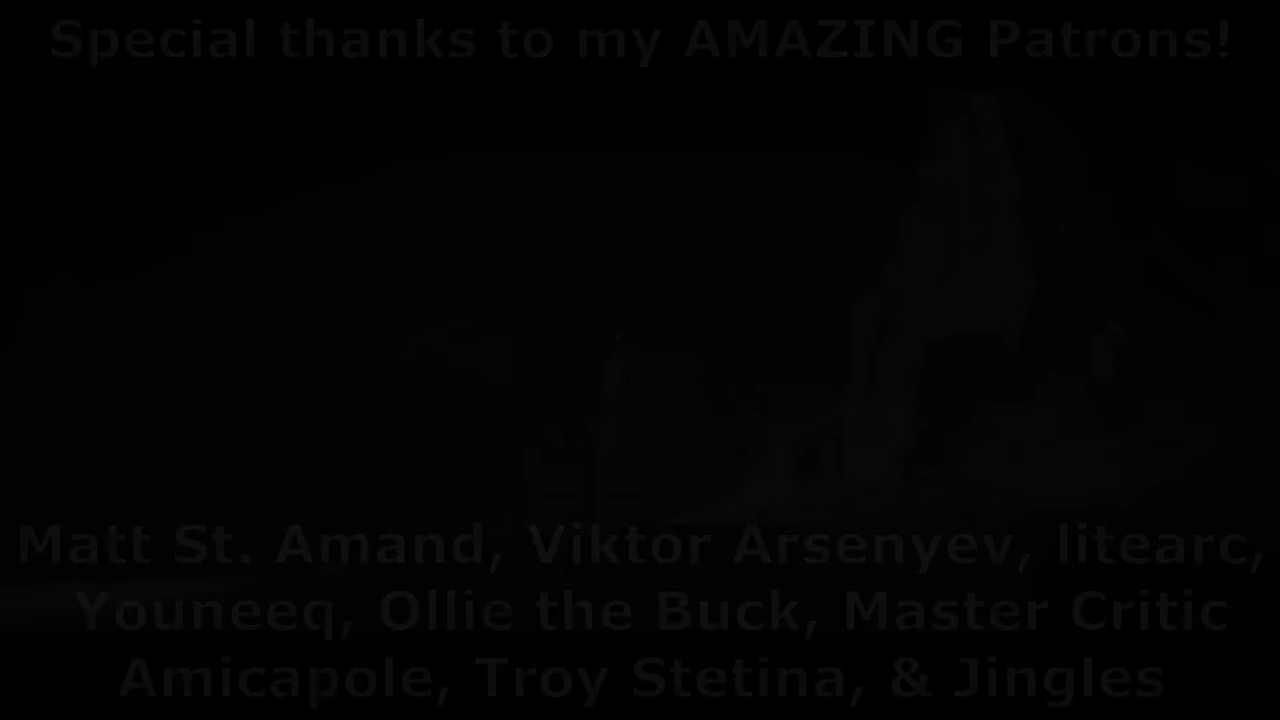 Special thanks to my AMAZING Patrons!
Matt St. Amand, Viktor Arsenyev, litearc,
Youneeq, Ollie the Buck, Master Critic
Amicapole, Troy Stetina, & Jingles